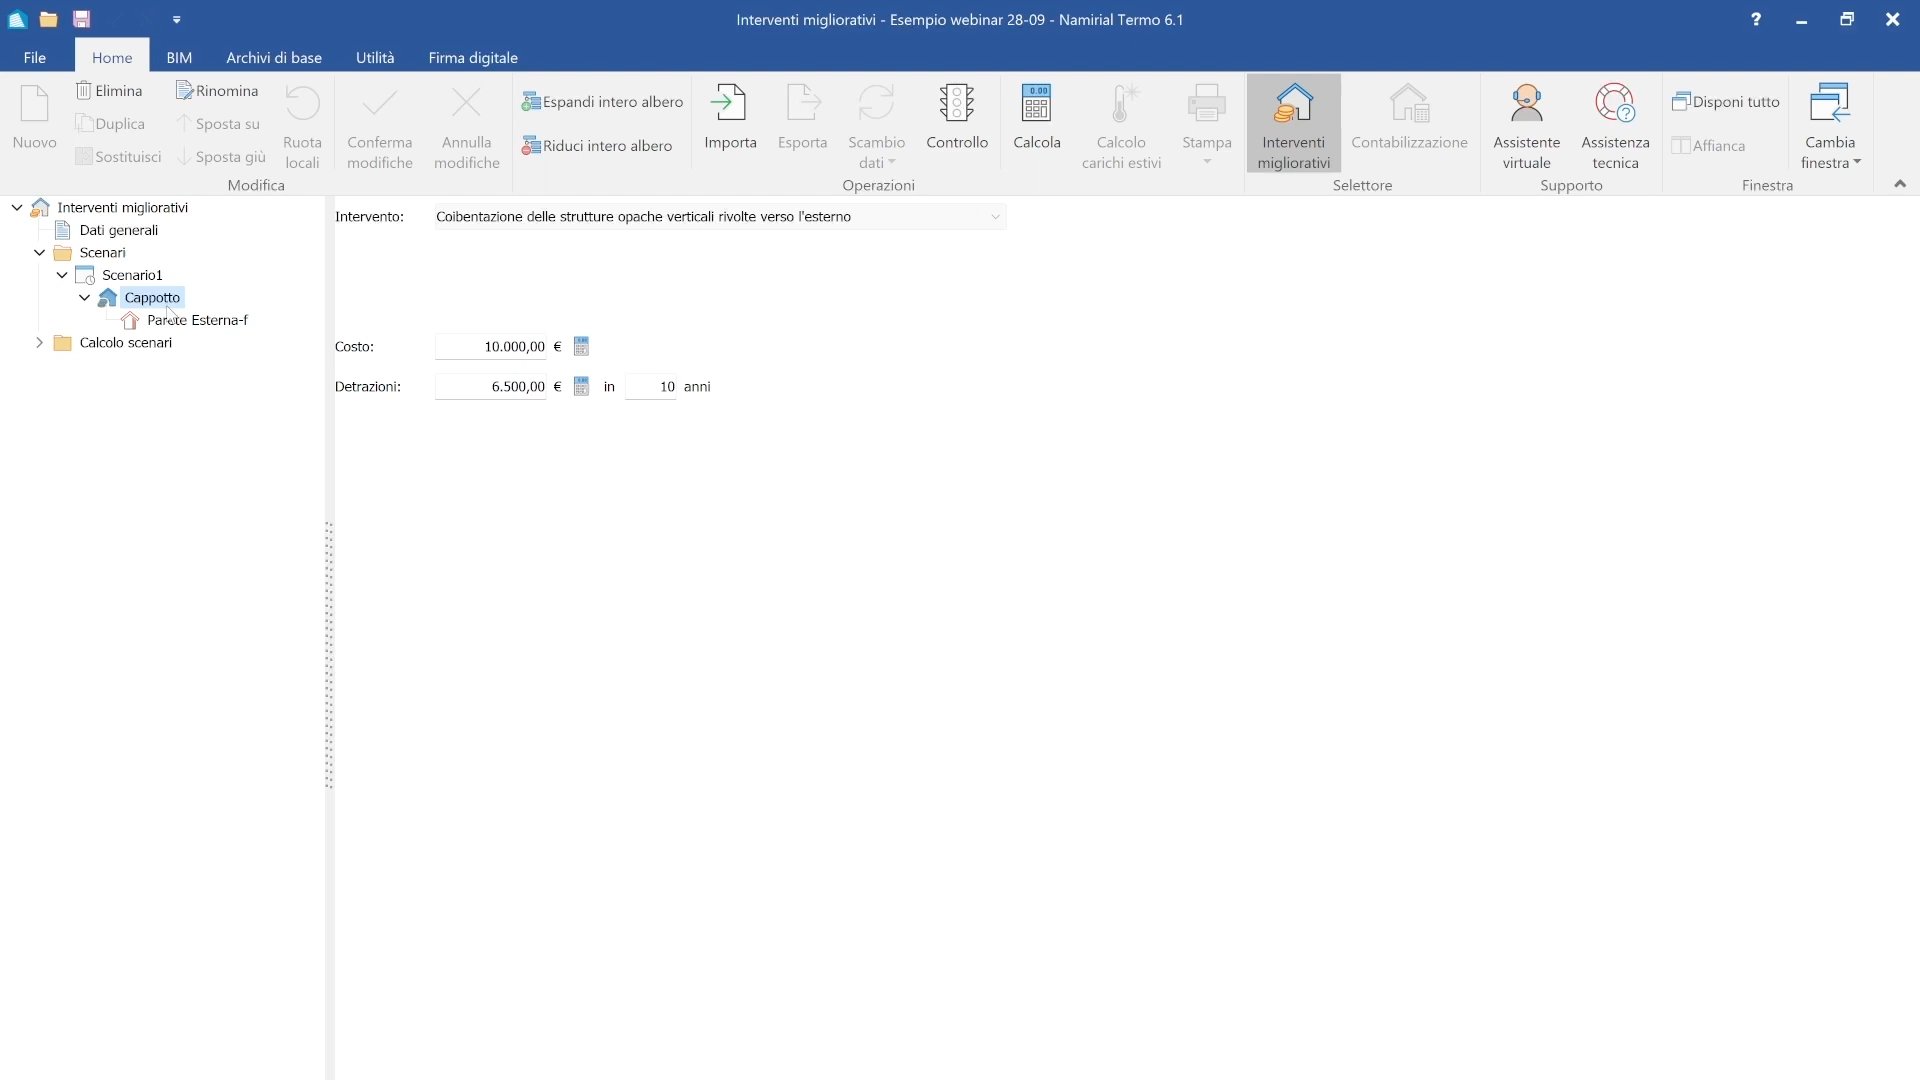 Interventi migliorativi - Esempio webinar 28-09 - Namirial Termo 6.1
?
File Home BIM Archivi di base Utilità Firma digitale
Nuovo
Elimina
Duplica
Sostituisci
Rinomina
Sposta su
Sposta giù
Ruota
locali
Modifica
Conferma
modifiche
Annulla
modifiche
Espandi intero albero
Riduci intero albero
Importa
Esporta
Scambio
dati
Controllo
Operazioni
0.00
Calcola
Calcolo
carichi estivi
Stampa
Interventi
migliorativi
Contabilizzazione
Selettore
Assistente
virtuale
Assistenza
tecnica
Supporto
Disponi tutto
Affianca
Cambia
finestra
Finestra
Interventi migliorativi
Dati generali
Scenari
Scenario1
Cappotto
Parete Esterna-f
Calcolo scenari
Intervento: Coibentazione delle strutture opache verticali rivolte verso l'esterno
Costo: 10.000,00 €
Detrazioni: 6.500,00 € in 10 anni